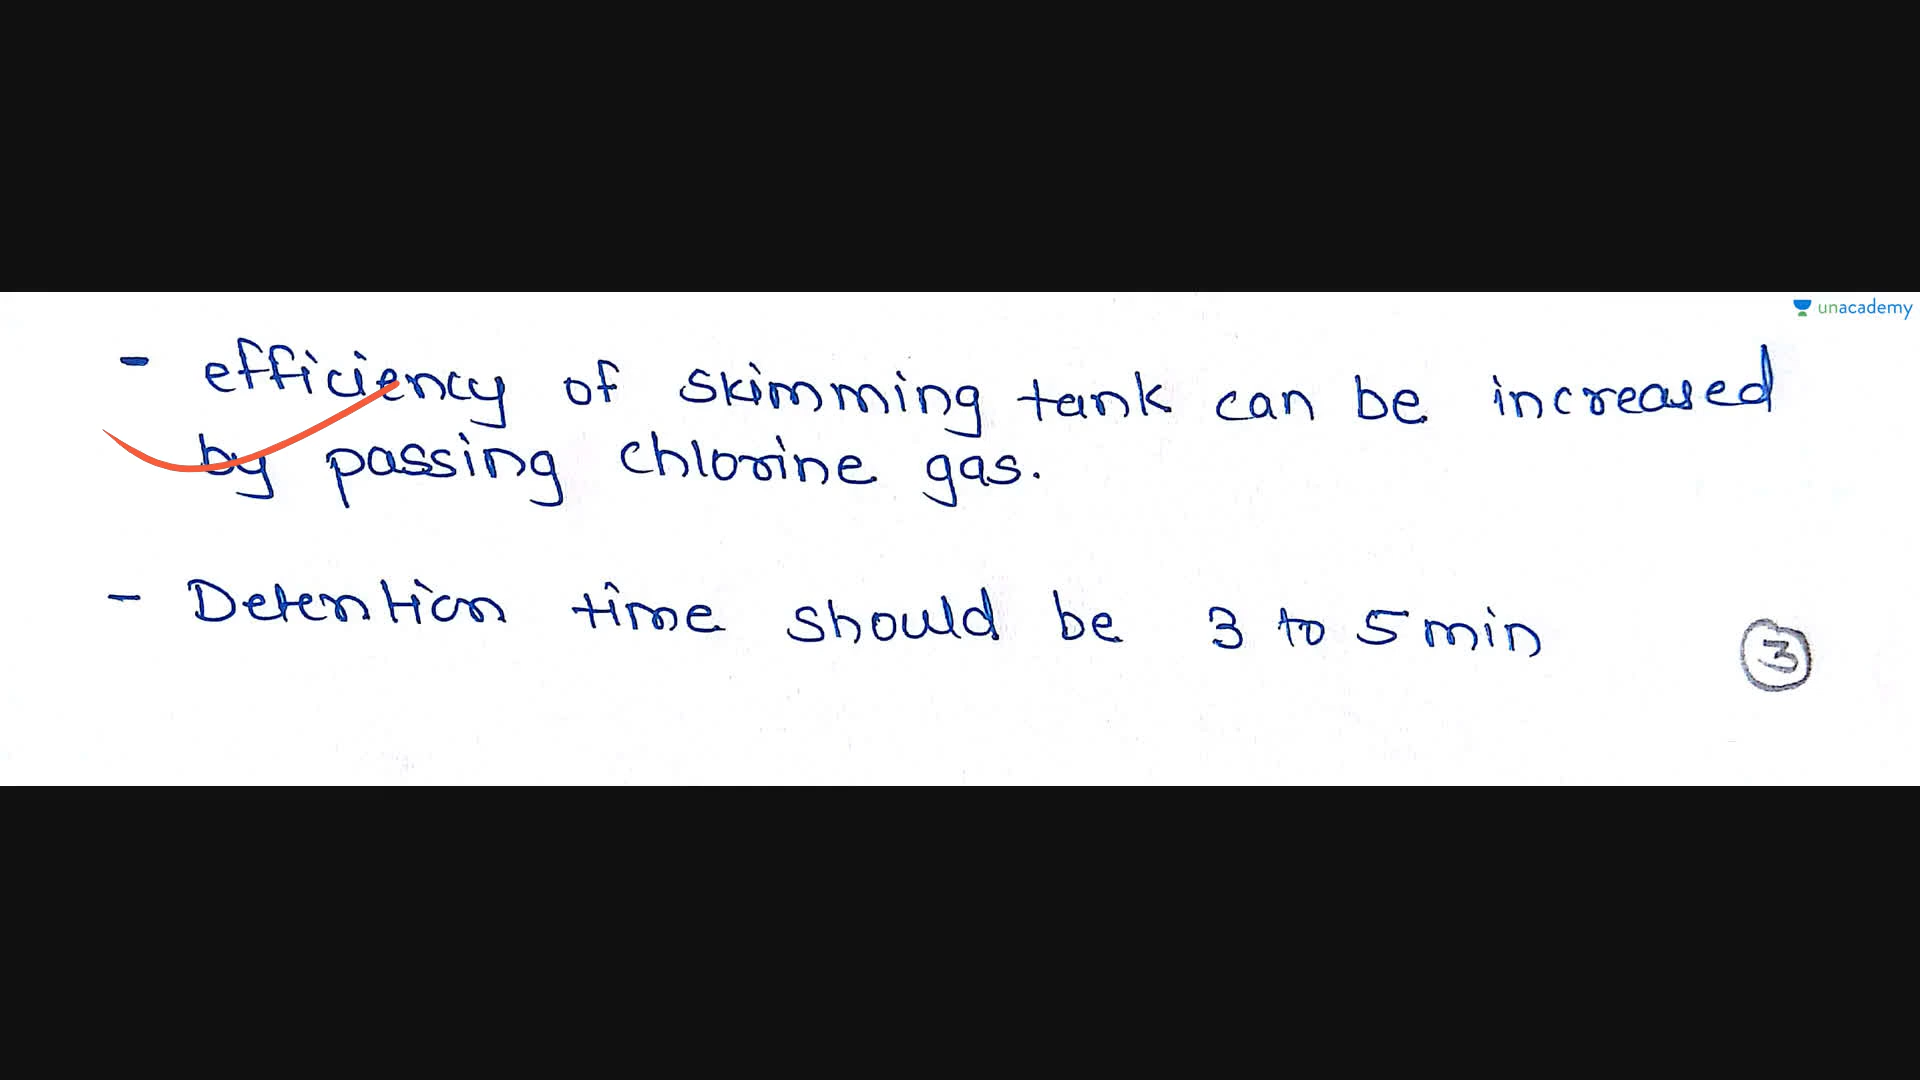 unacademy
- efficiency of skimming tank can be increased
by passing chlorine gas.
- Detention time should be 3 to 5 min
3